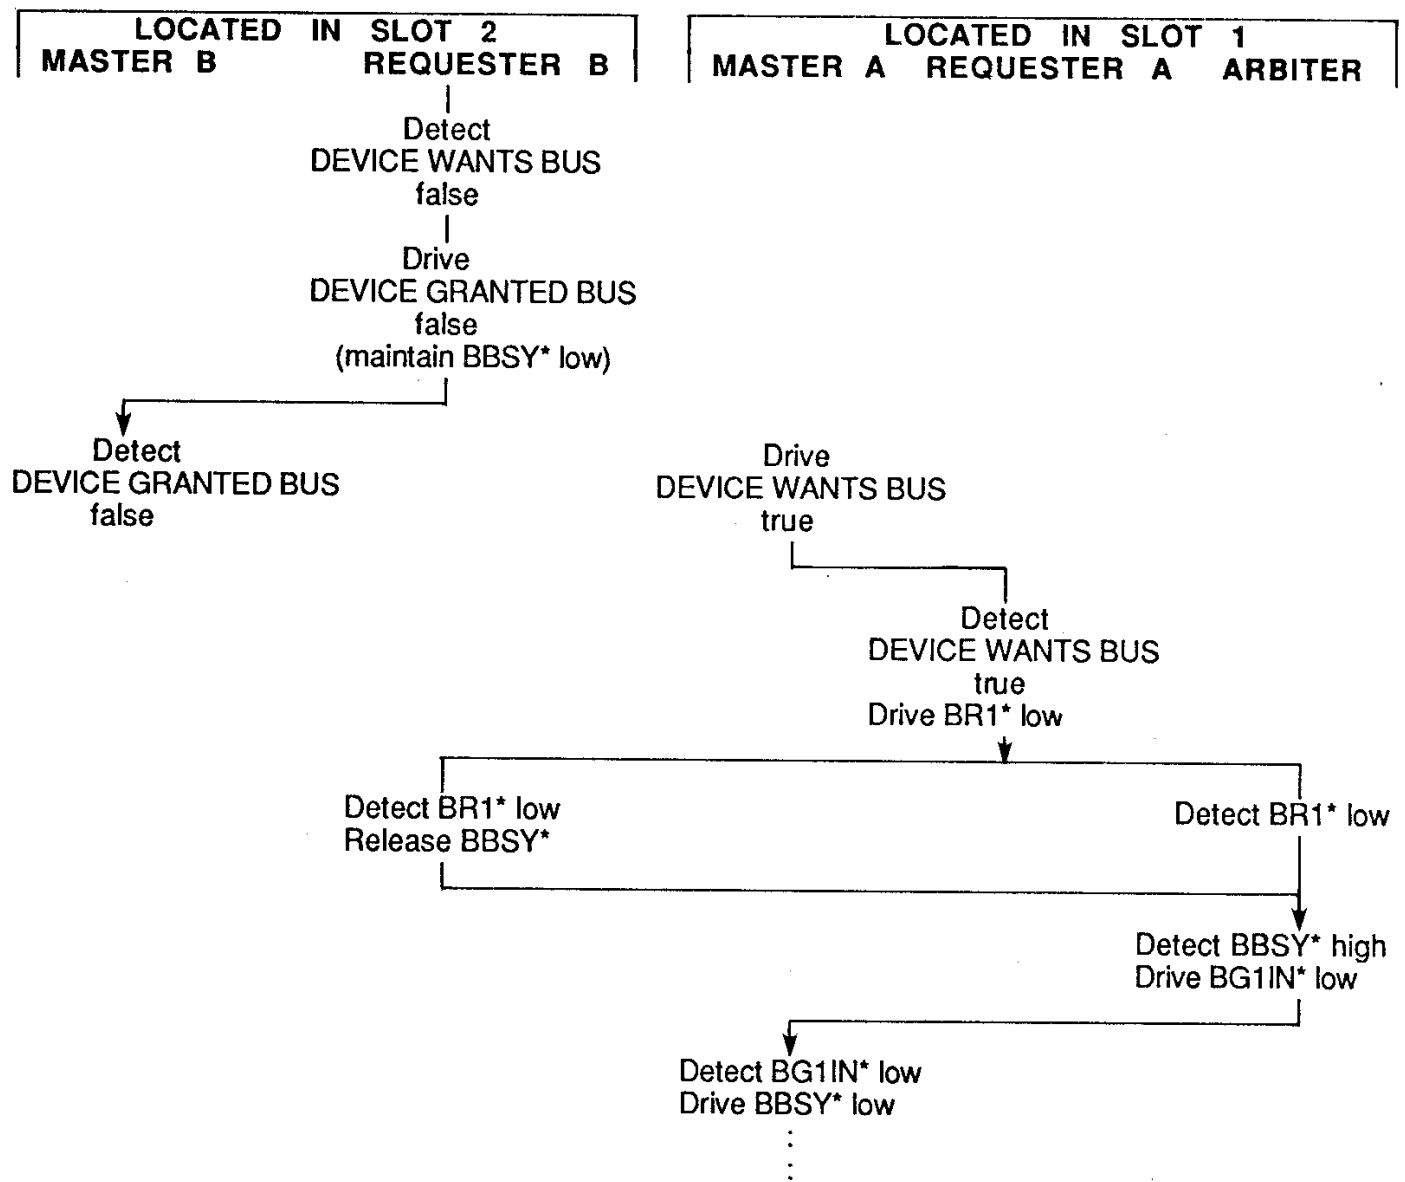 LOCATED IN SLOT 2
MASTER B REQUESTER B
LOCATED IN SLOT 1
MASTER A REQUESTER A ARBITER
Detect
DEVICE WANTS BUS
false
Drive
DEVICE GRANTED BUS
false
(maintain BBSY* low)
Detect
DEVICE GRANTED BUS
false
Drive
DEVICE WANTS BUS
true
Detect
DEVICE WANTS BUS
true
Drive BR1* low
Detect BR1* low
Release BBSY*
Detect BR1* low
Detect BBSY* high
Drive BG1IN* low
Detect BG1IN* low
Drive BBSY* low